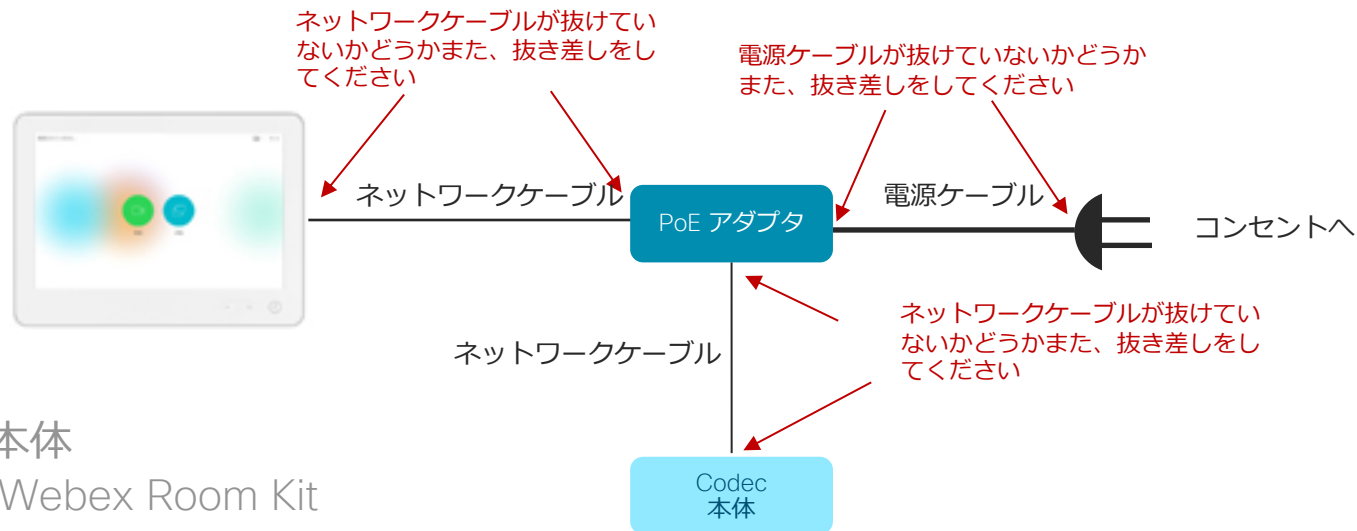 ネットワークケーブルが抜けてい
ないかどうかまた、抜き差しをし
てください
電源ケーブルが抜けていないかどうか
また、抜き差しをしてください
ネットワークケーブル
PoE アダプタ
電源ケーブル
コンセントへ
ネットワークケーブルが抜けてい
ないかどうかまた、抜き差しをし
てください
ネットワークケーブル
本体
Webex Room Kit
Codec
本体